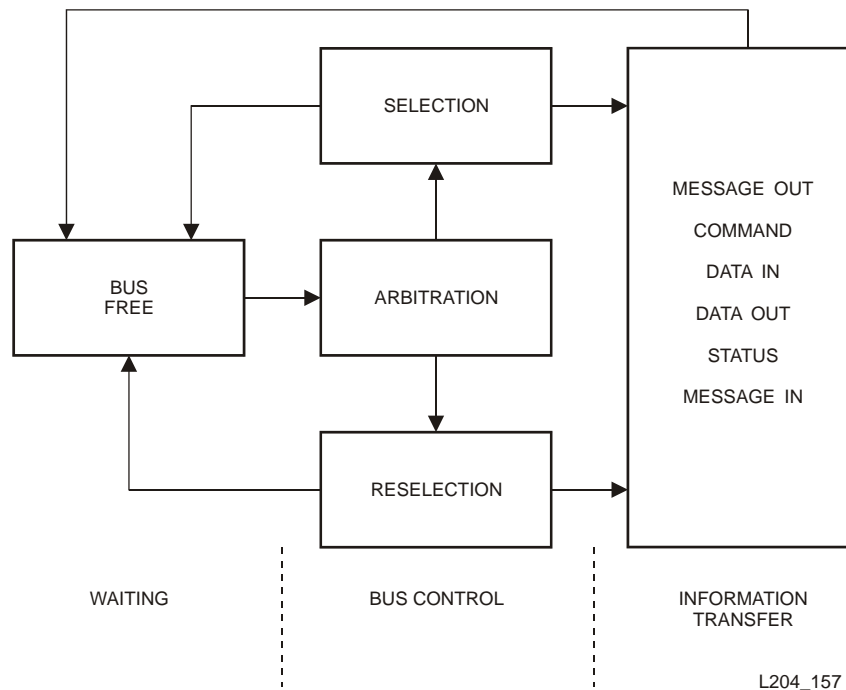 SELECTION
BUS
FREE
ARBITRATION
RESELECTION
MESSAGE OUT
COMMAND
DATA IN
DATA OUT
STATUS
MESSAGE IN
WAITING
BUS CONTROL
INFORMATION
TRANSFER
L204_157